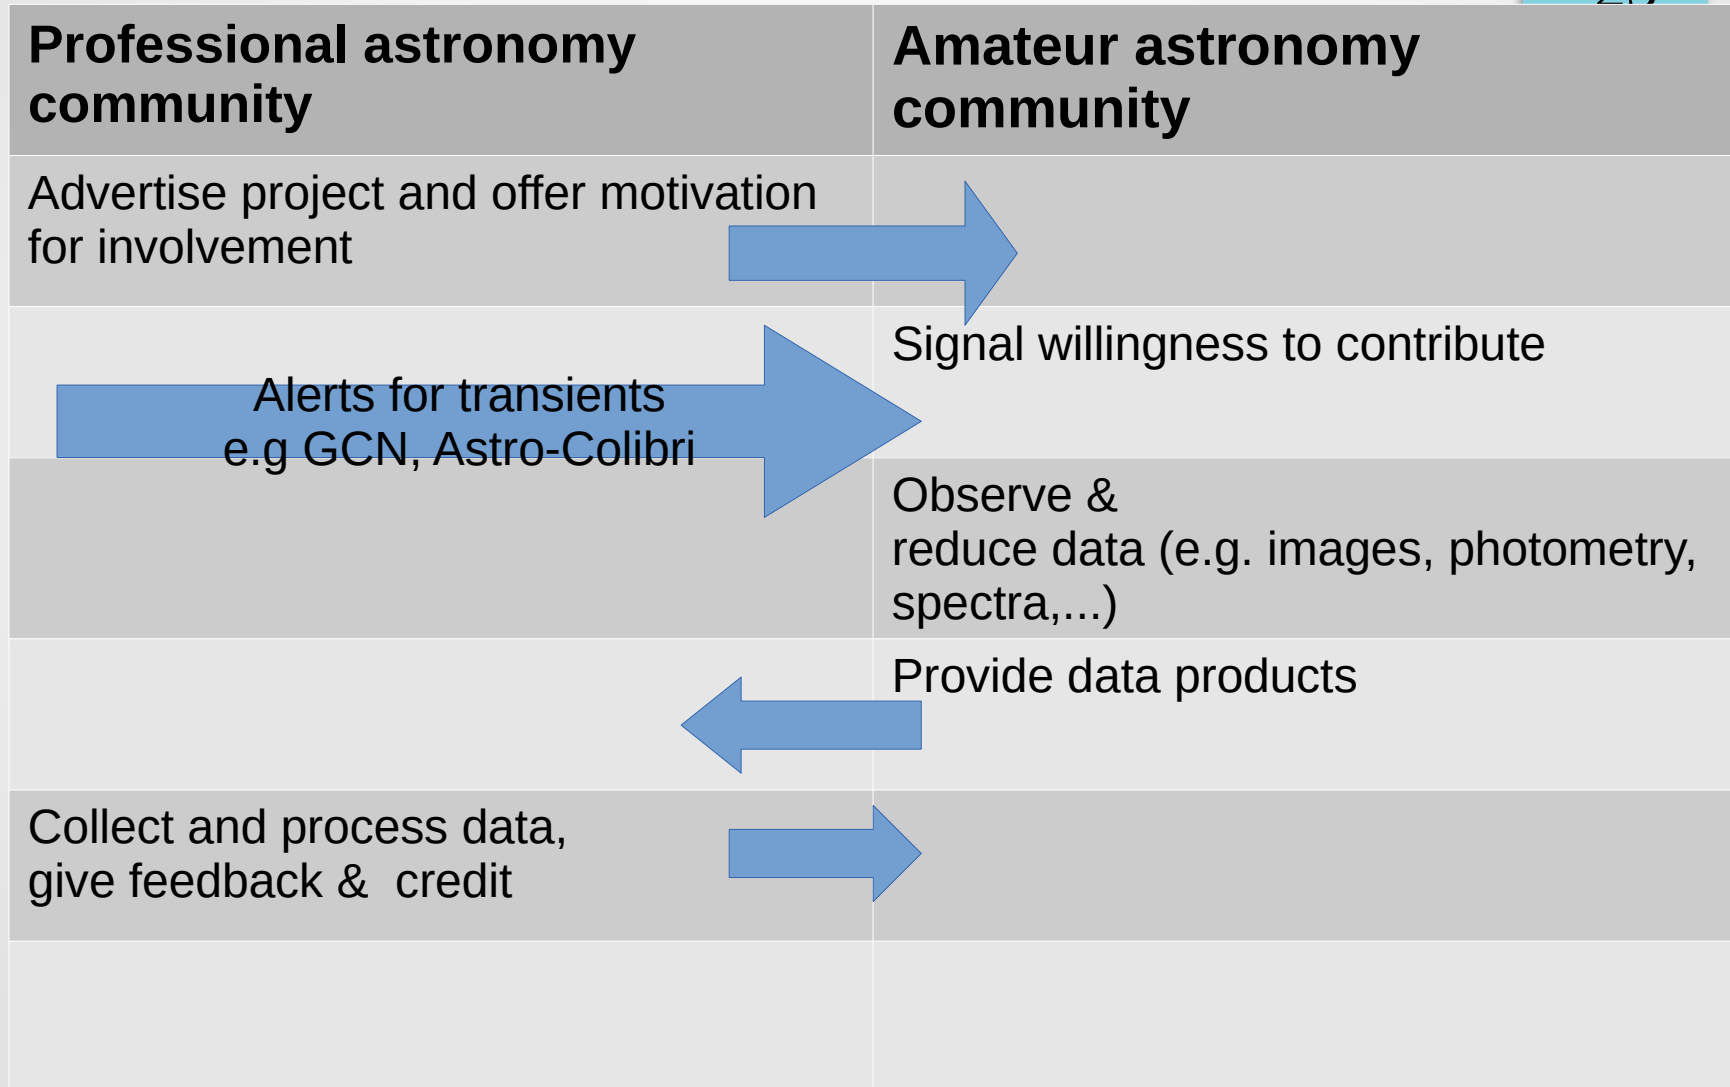 Professional astronomy
community
Amateur astronomy
community
Advertise project and offer motivation
for involvement
Signal willingness to contribute
Alerts for transients
e.g GCN, Astro-Colibri
Observe &
reduce data (e.g. images, photometry,
spectra,...)
Provide data products
Collect and process data,
give feedback &  credit